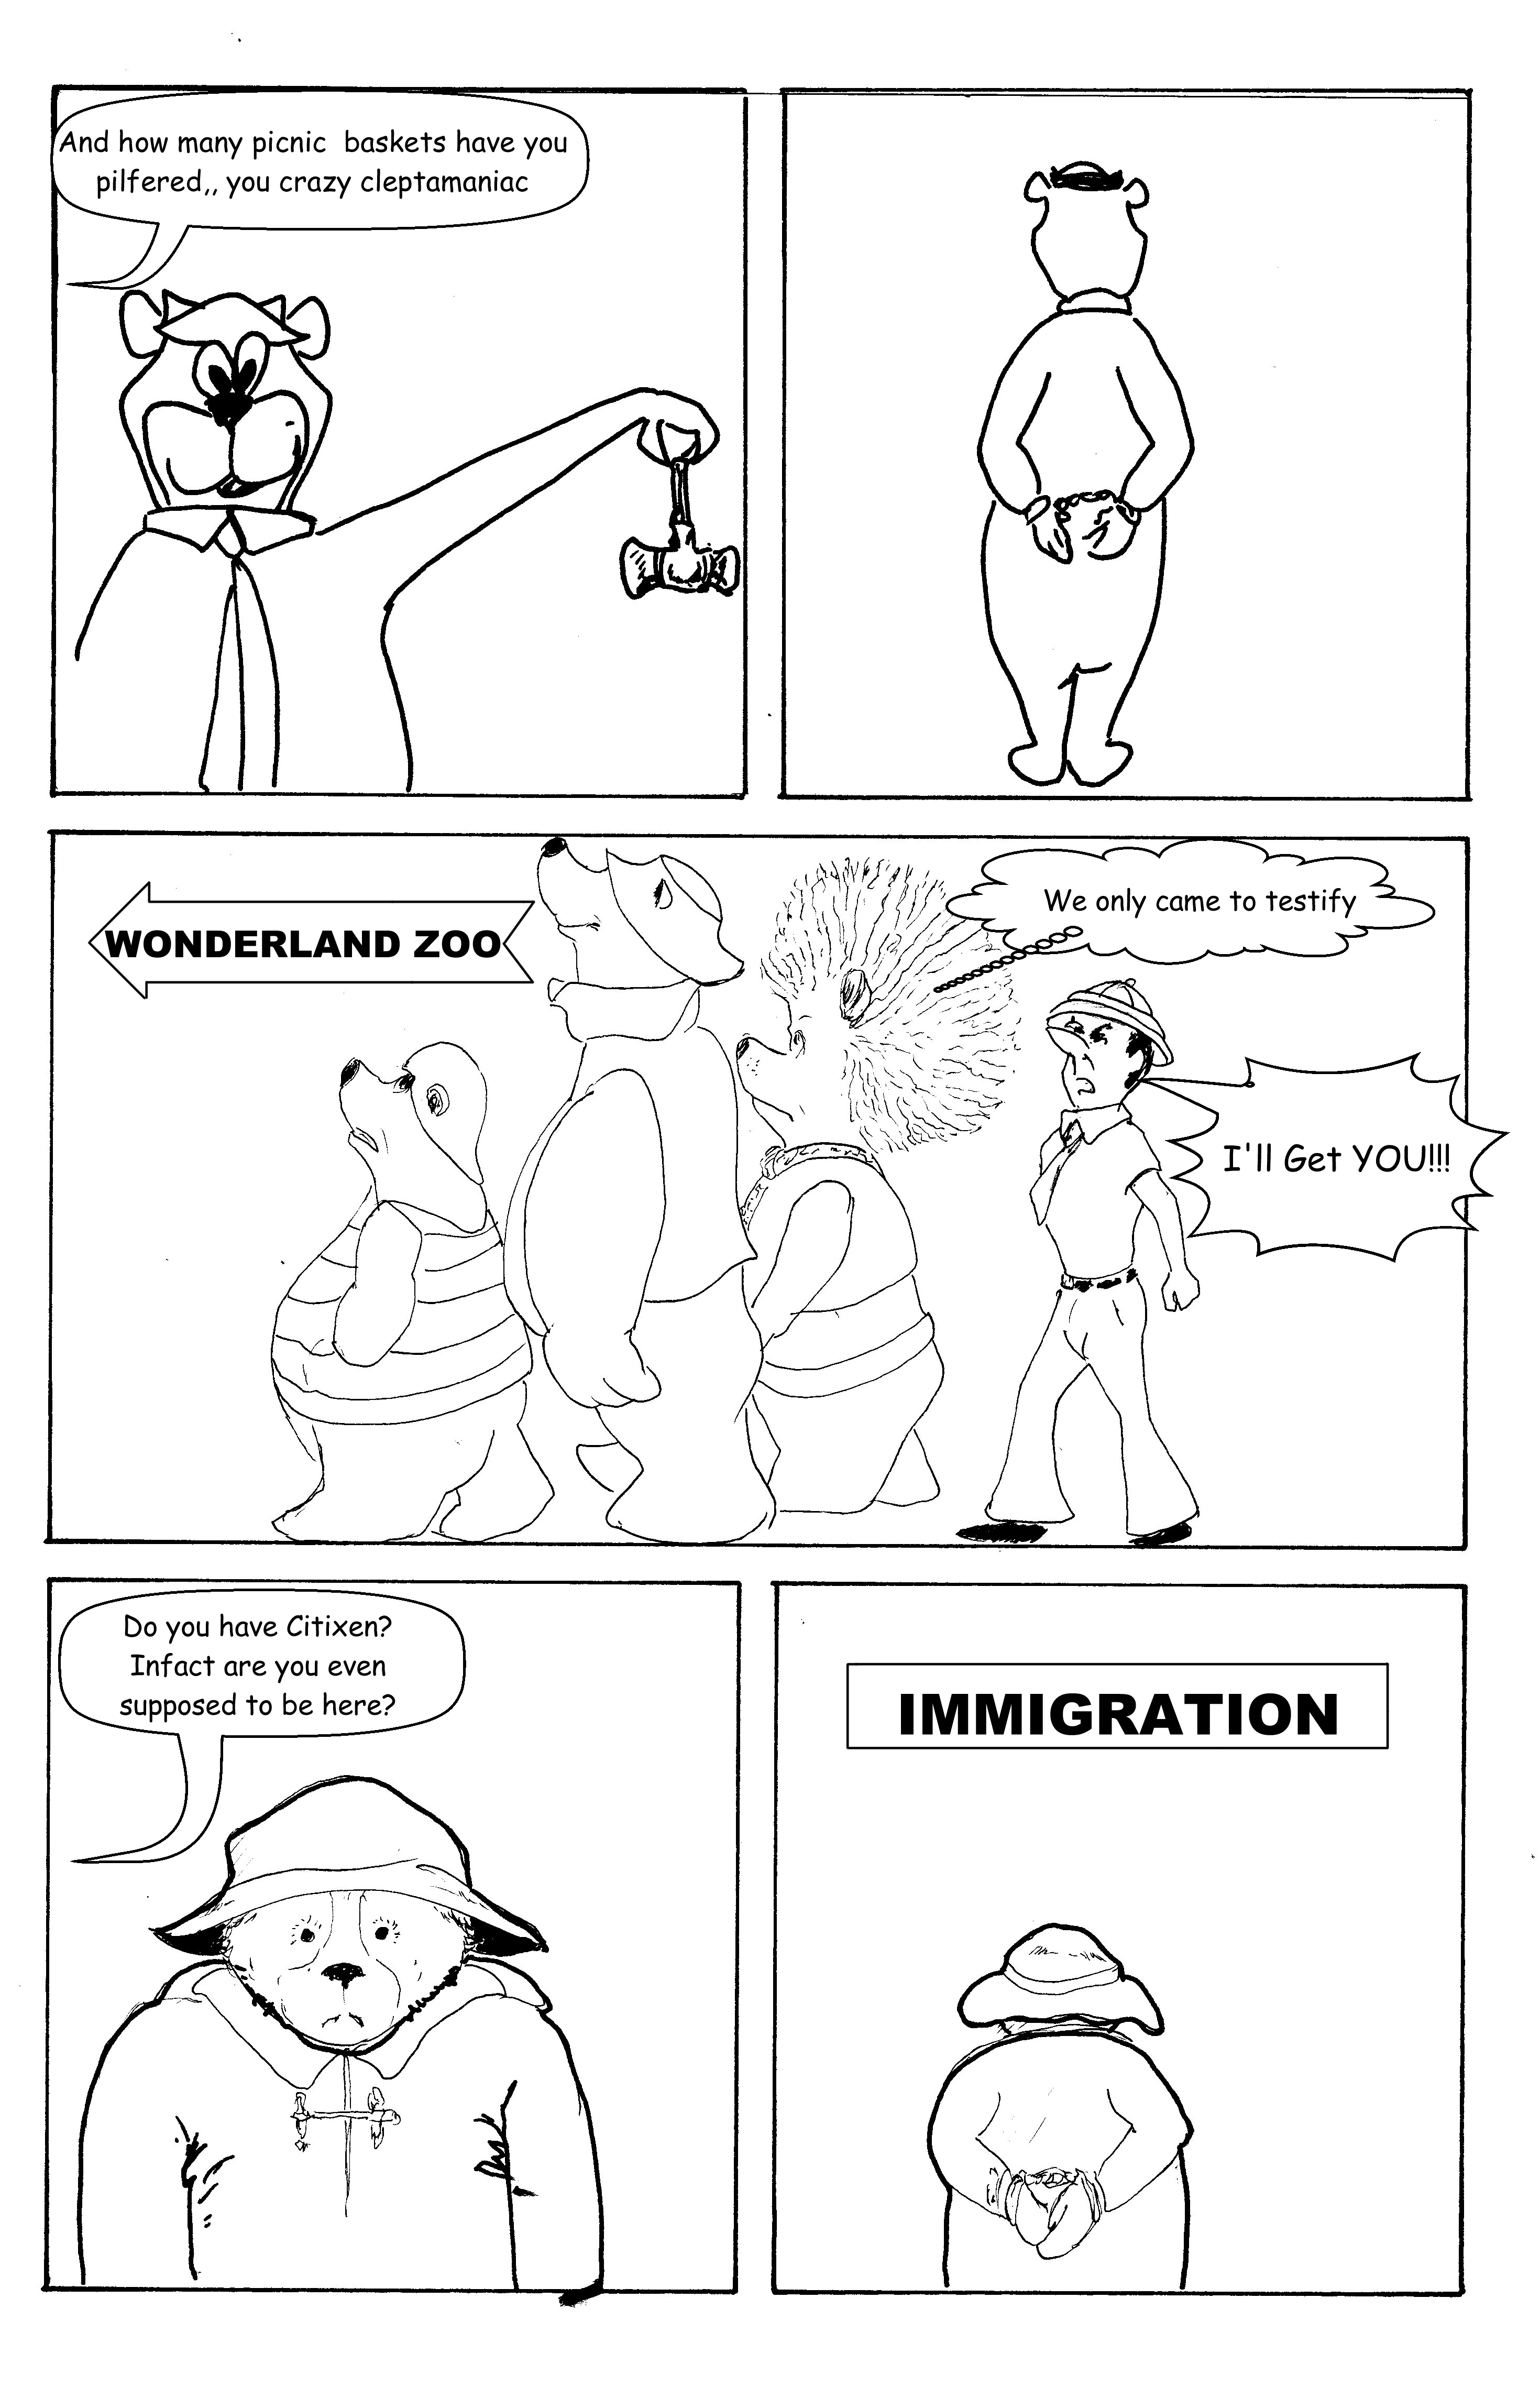 And how many picnic baskets have you
pilfered,, you crazy cleptamaniac
WONDERLAND ZOO
We only came to testify
I'll Get YOU!!!
Do you have Citixen?
Infact are you even
supposed to be here?
IMMIGRATION